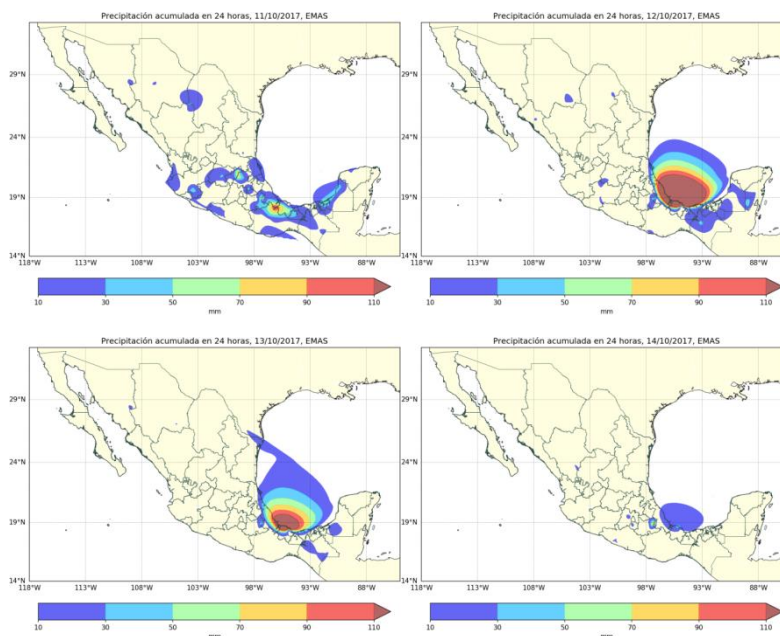 Precipitación acumulada en 24 horas, 11/10/2017, EMAS
29°N
24°N
19°N
14°N
118°W 113°W 108°W 103°W 98°W 93°W 88°W
10 30 50 70 90 110
mm
Precipitación acumulada en 24 horas, 12/10/2017, EMAS
29°N
24°N
19°N
14°N
118°W 113°W 108°W 103°W 98°W 93°W 88°W
10 30 50 70 90 110
mm
Precipitación acumulada en 24 horas, 13/10/2017, EMAS
29°N
24°N
19°N
14°N
118°W 113°W 108°W 103°W 98°W 93°W 88°W
10 30 50 70 90 110
mm
Precipitación acumulada en 24 horas, 14/10/2017, EMAS
29°N
24°N
19°N
14°N
118°W 113°W 108°W 103°W 98°W 93°W 88°W
10 30 50 70 90 110
mm